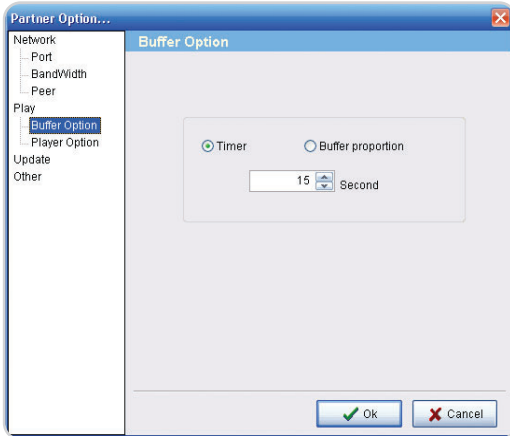 Partner Option...
Network
Port
BandWidth
Peer
Play
Buffer Option
Player Option
Update
Other
Buffer Option
Timer
Buffer proportion
15
Second
Ok
Cancel